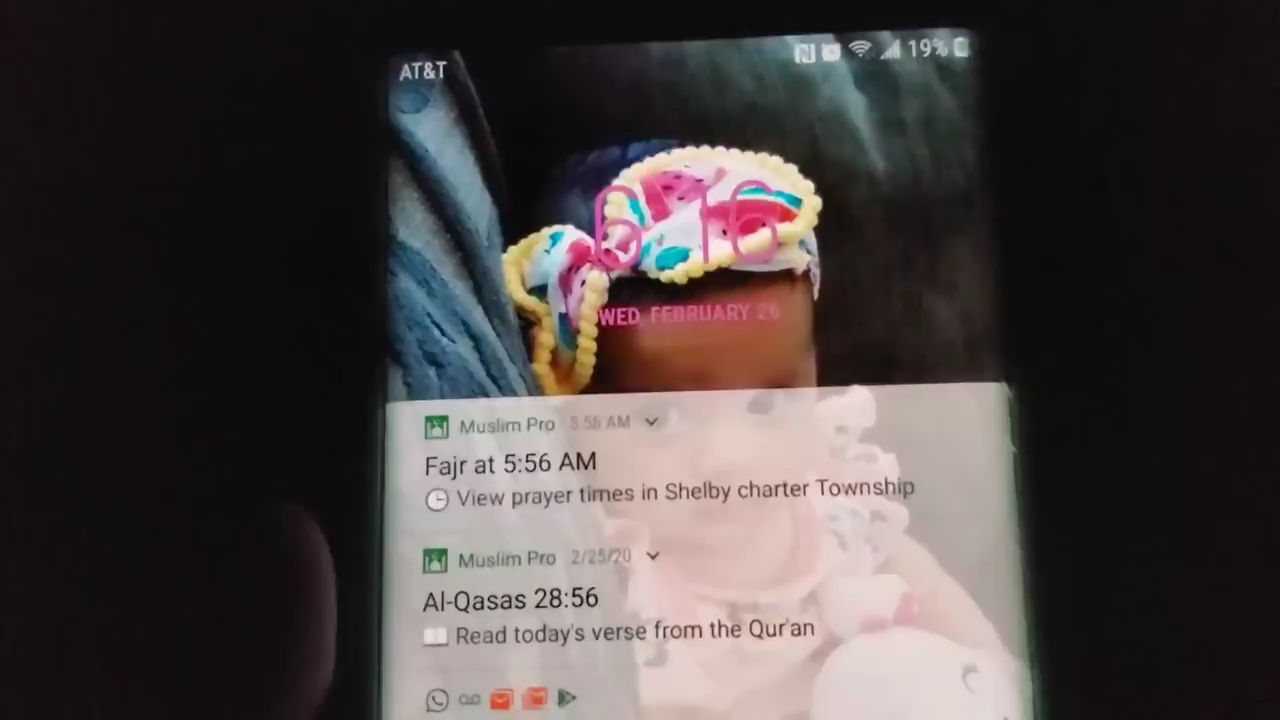 AT&T 19%
6 16
WED, FEBRUARY 26
Muslim Pro 5:56 AM
Fajr at 5:56 AM
View prayer times in Shelby charter Township
Muslim Pro 2/25/20
Al-Qasas 28:56
Read today's verse from the Qur'an